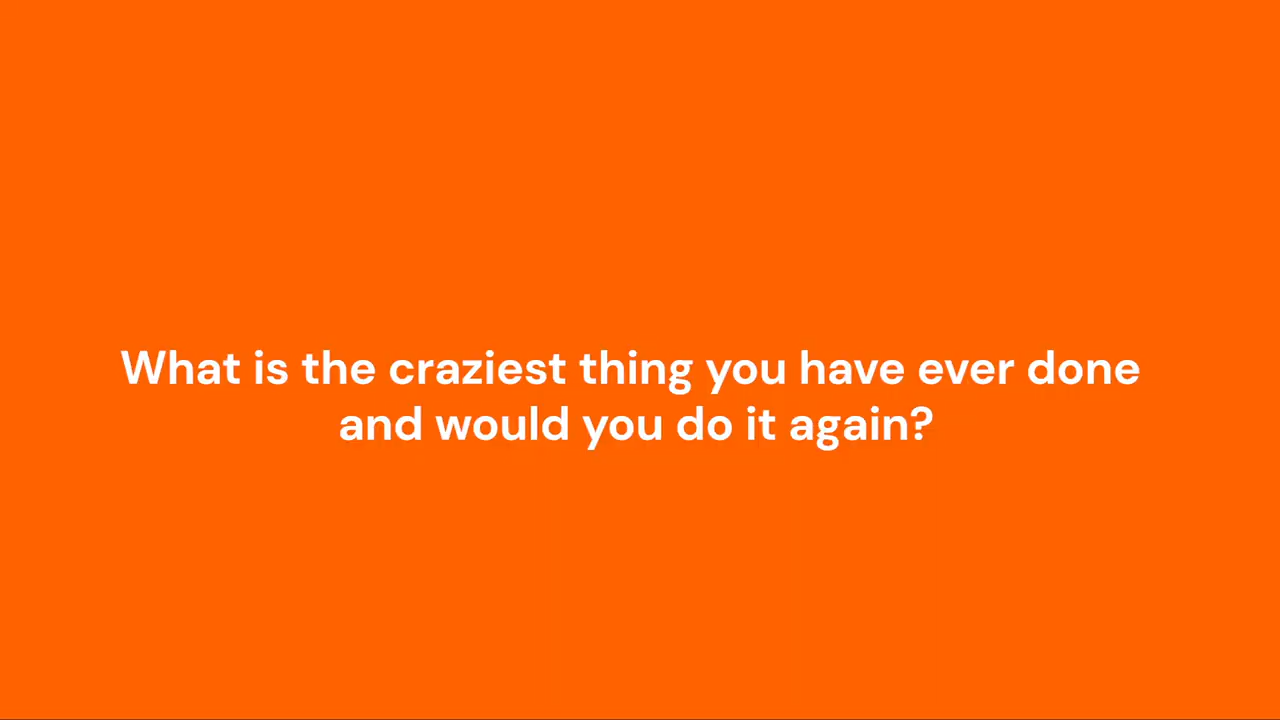 What is the craziest thing you have ever done
and would you do it again?